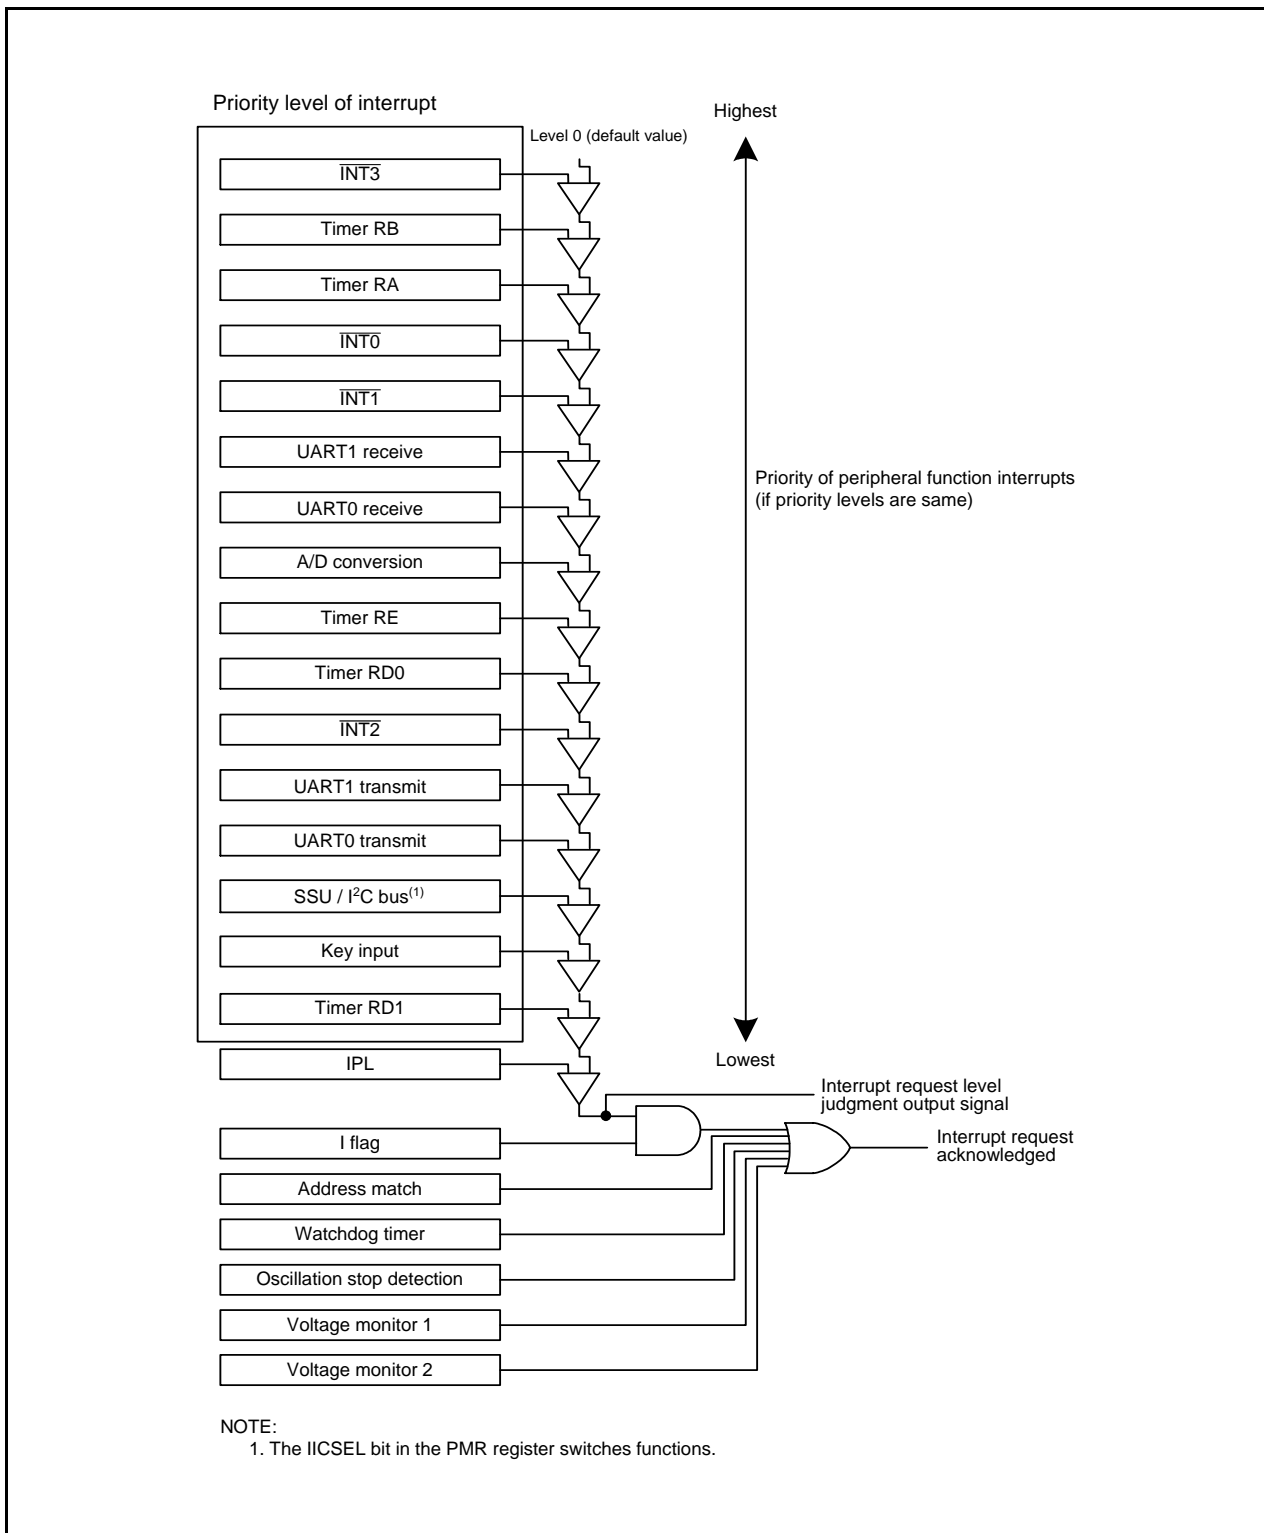 Priority level of interrupt
Highest
Level 0 (default value)
INT3
Timer RB
Timer RA
INT0
INT1
UART1 receive
Priority of peripheral function interrupts
(if priority levels are same)
UART0 receive
A/D conversion
Timer RE
Timer RD0
INT2
UART1 transmit
UART0 transmit
SSU / I²C bus(1)
Key input
Timer RD1
Lowest
IPL
Interrupt request level
judgment output signal
I flag
Interrupt request
acknowledged
Address match
Watchdog timer
Oscillation stop detection
Voltage monitor 1
Voltage monitor 2
NOTE:
1. The IICSEL bit in the PMR register switches functions.